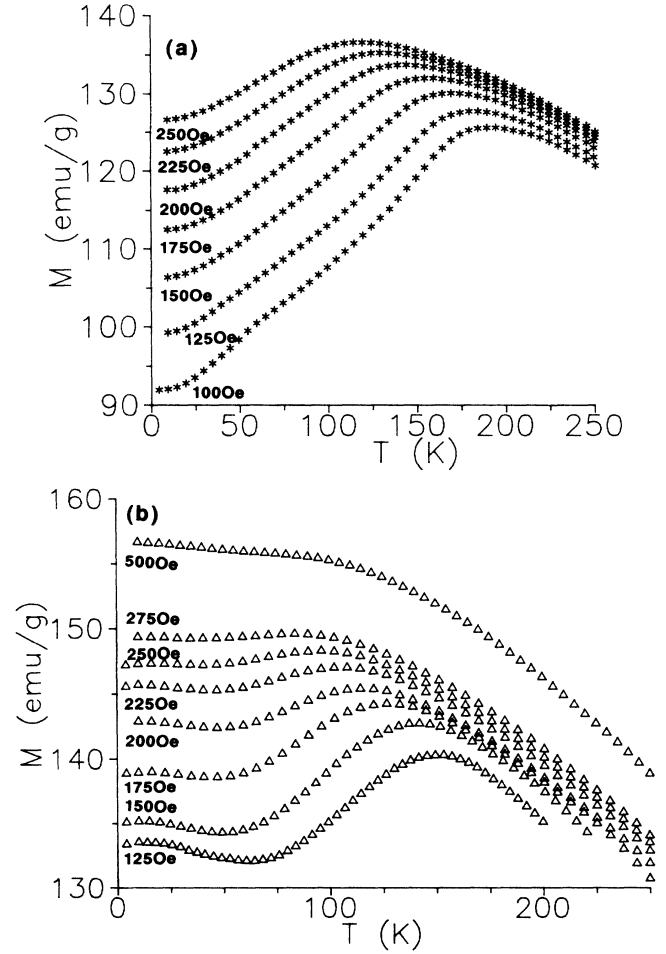 140
(a)
130
250Oe
225Oe
120
200Oe
175Oe
110
150Oe
125Oe
100
100Oe
90
M (emu/g)
0 50 100 150 200 250
T (K)
160
(b)
500Oe
150
275Oe
250Oe
225Oe
200Oe
140
175Oe
150Oe
125Oe
130
M (emu/g)
0 100 200
T (K)